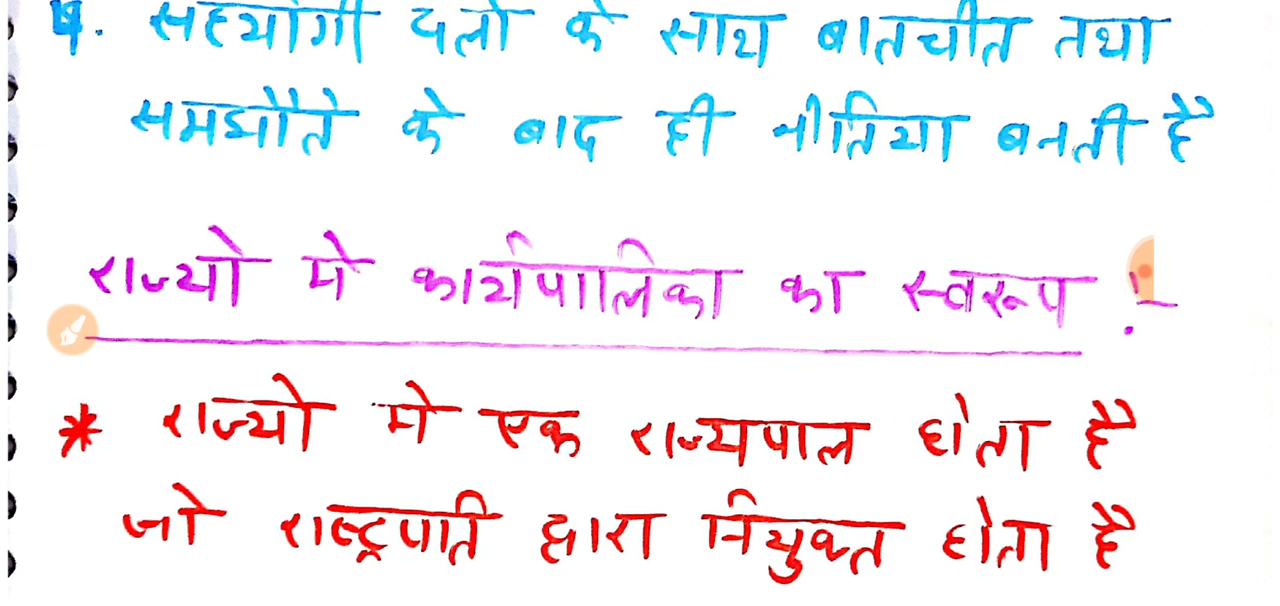 4. सहयोगी दलो के साथ बातचीत तथा
समझौते के बाद ही नीतिया बनती है
राज्यो मे कार्यपालिका का स्वरूप :-
* राज्यो मे एक राज्यपाल होता है
जो राष्ट्रपति द्वारा नियुक्त होता है